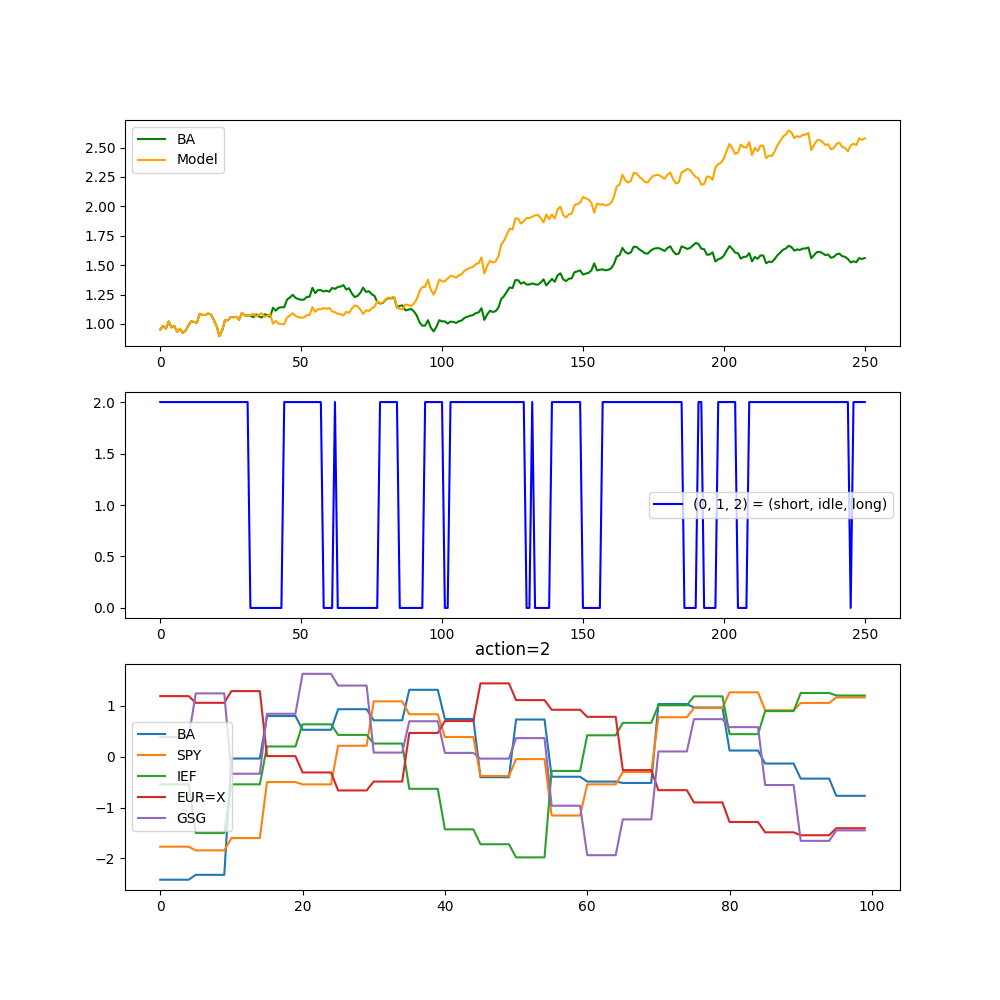 2.50
2.25
2.00
1.75
1.50
1.25
1.00
BA
Model
0 50 100 150 200 250
2.0
1.5
1.0
0.5
0.0
(0, 1, 2) = (short, idle, long)
0 50 100 150 200 250
action=2
1
0
−1
−2
BA
SPY
IEF
EUR=X
GSG
0 20 40 60 80 100